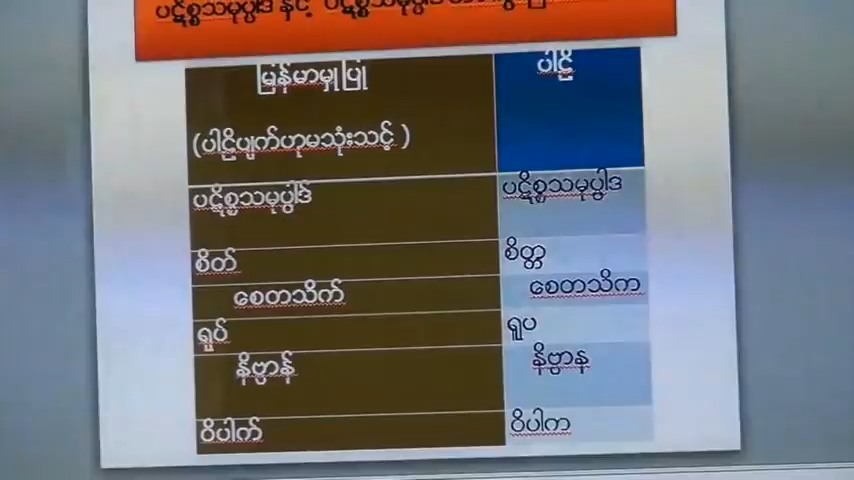 ပဋိစ္စသမုပ္ပါဒ် နှင့် ပဋိစ္စသမုပ္ပါဒ
မြန်မာမှုပြု ပါဠိ
(ပါဠိပျက်ဟုမသုံးသင့်)
ပဋိစ္စသမုပ္ပါဒ် ပဋိစ္စသမုပ္ပါဒ
စိတ် စိတ္တ
စေတသိက် စေတသိက
ရုပ် ရူပ
နိဗ္ဗာန် နိဗ္ဗာန
ဝိပါက် ဝိပါက